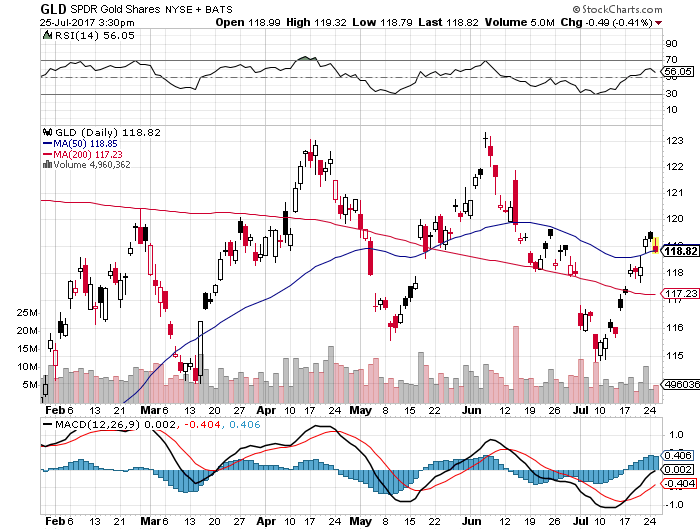 GLD SPDR Gold Shares NYSE + BATS © StockCharts.com
25-Jul-2017 3:30pm Open 118.99 High 119.32 Low 118.79 Last 118.82 Volume 5.0M Chg -0.49 (-0.41%)
RSI(14) 56.05
90
70
56.05
30
10
GLD (Daily) 118.82
MA(50) 118.85
MA(200) 117.23
Volume 4,960,362
123
122
121
120
118.82
118
117.23
116
115
25M
20M
15M
10M
5M
4960362
Feb 6 13 21 Mar 13 20 27 Apr 10 17 24 May 8 15 22 Jun 12 19 26 Jul 10 17 24
MACD(12,26,9) 0.002, -0.404, 0.406
1.0
0.406
0.002
-0.404
-1.0
Feb 6 13 21 Mar 13 20 27 Apr 10 17 24 May 8 15 22 Jun 12 19 26 Jul 10 17 24